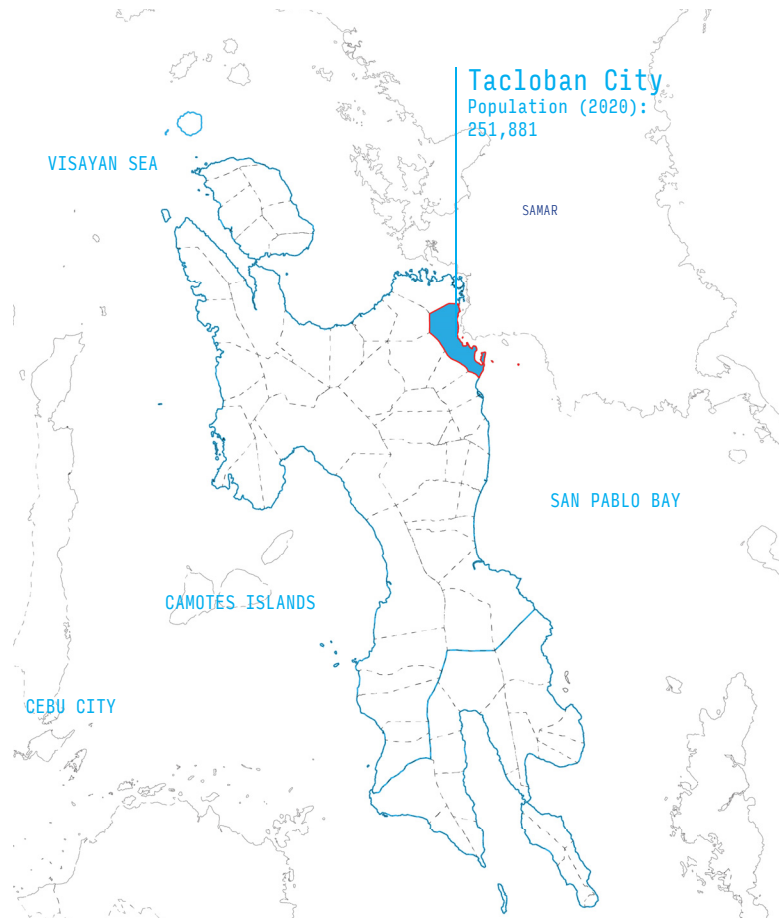 Tacloban City
Population (2020):
251,881
VISAYAN SEA
SAMAR
SAN PABLO BAY
CAMOTES ISLANDS
CEBU CITY